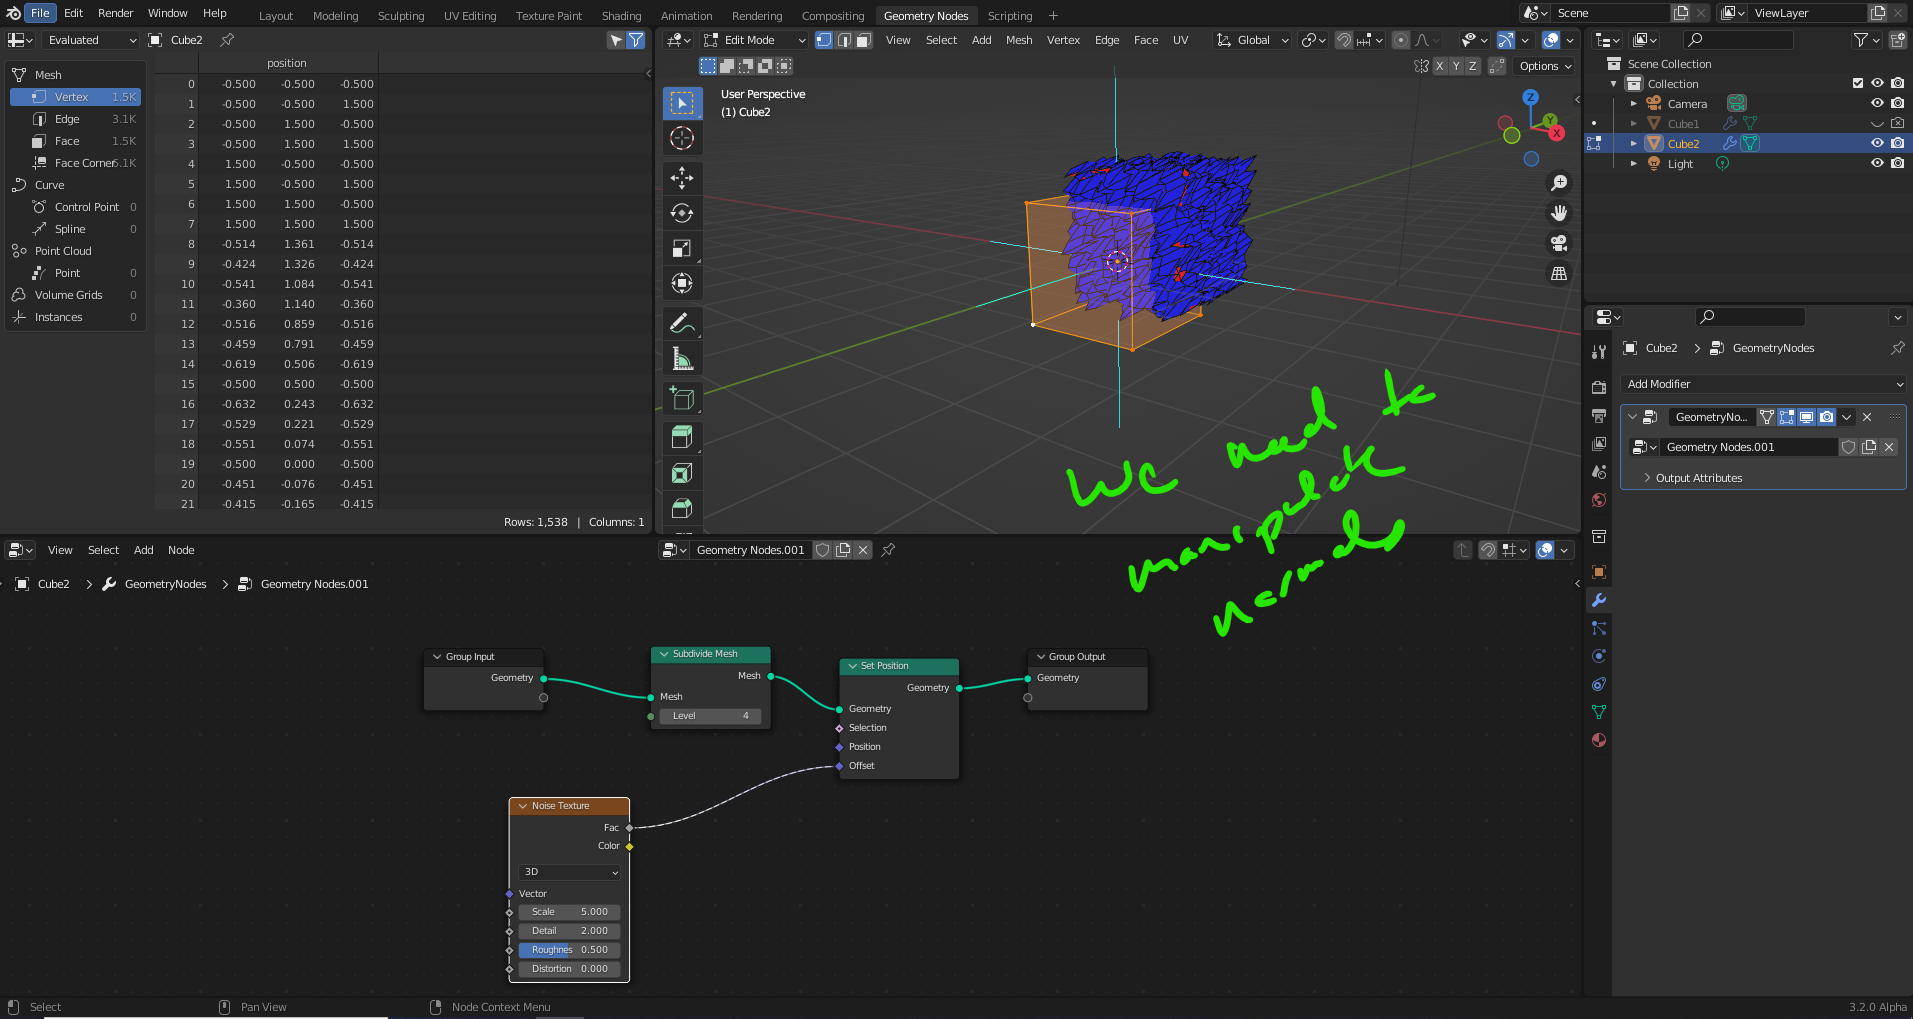 File Edit Render Window Help Layout Modeling Sculpting UV Editing Texture Paint Shading Animation Rendering Compositing Geometry Nodes Scripting + Scene ViewLayer
Evaluated Cube2
position
Mesh
Vertex 1.5K
Edge 3.1K
Face 1.5K
Face Corner 6.1K
Curve
Control Point 0
Spline 0
Point Cloud
Point 0
Volume Grids 0
Instances 0
0 -0.500 -0.500 -0.500
1 -0.500 -0.500 1.500
2 -0.500 1.500 -0.500
3 -0.500 1.500 1.500
4 1.500 -0.500 -0.500
5 1.500 -0.500 1.500
6 1.500 1.500 -0.500
7 1.500 1.500 1.500
8 -0.514 1.361 -0.514
9 -0.424 1.326 -0.424
10 -0.541 1.084 -0.541
11 -0.360 1.140 -0.360
12 -0.516 0.859 -0.516
13 -0.459 0.791 -0.459
14 -0.619 0.506 -0.619
15 -0.500 0.500 -0.500
16 -0.632 0.243 -0.632
17 -0.529 0.221 -0.529
18 -0.551 0.074 -0.551
19 -0.500 0.000 -0.500
20 -0.451 -0.076 -0.451
21 -0.415 -0.165 -0.415
Rows: 1,538 | Columns: 1
Edit Mode View Select Add Mesh Vertex Edge Face UV Global
X Y Z Options
User Perspective
(1) Cube2
Z
Y
X
we need to
manipulate
normals
Scene Collection
Collection
Camera
Cube1
Cube2
Light
Cube2 > GeometryNodes
Add Modifier
GeometryNo...
Geometry Nodes.001
Output Attributes
View Select Add Node Geometry Nodes.001
Cube2 > GeometryNodes > Geometry Nodes.001
Group Input
Geometry
Subdivide Mesh
Mesh
Mesh
Level 4
Set Position
Geometry
Geometry
Selection
Position
Offset
Group Output
Geometry
Noise Texture
Fac
Color
3D
Vector
Scale 5.000
Detail 2.000
Roughnes 0.500
Distortion 0.000
Select Pan View Node Context Menu 3.2.0 Alpha